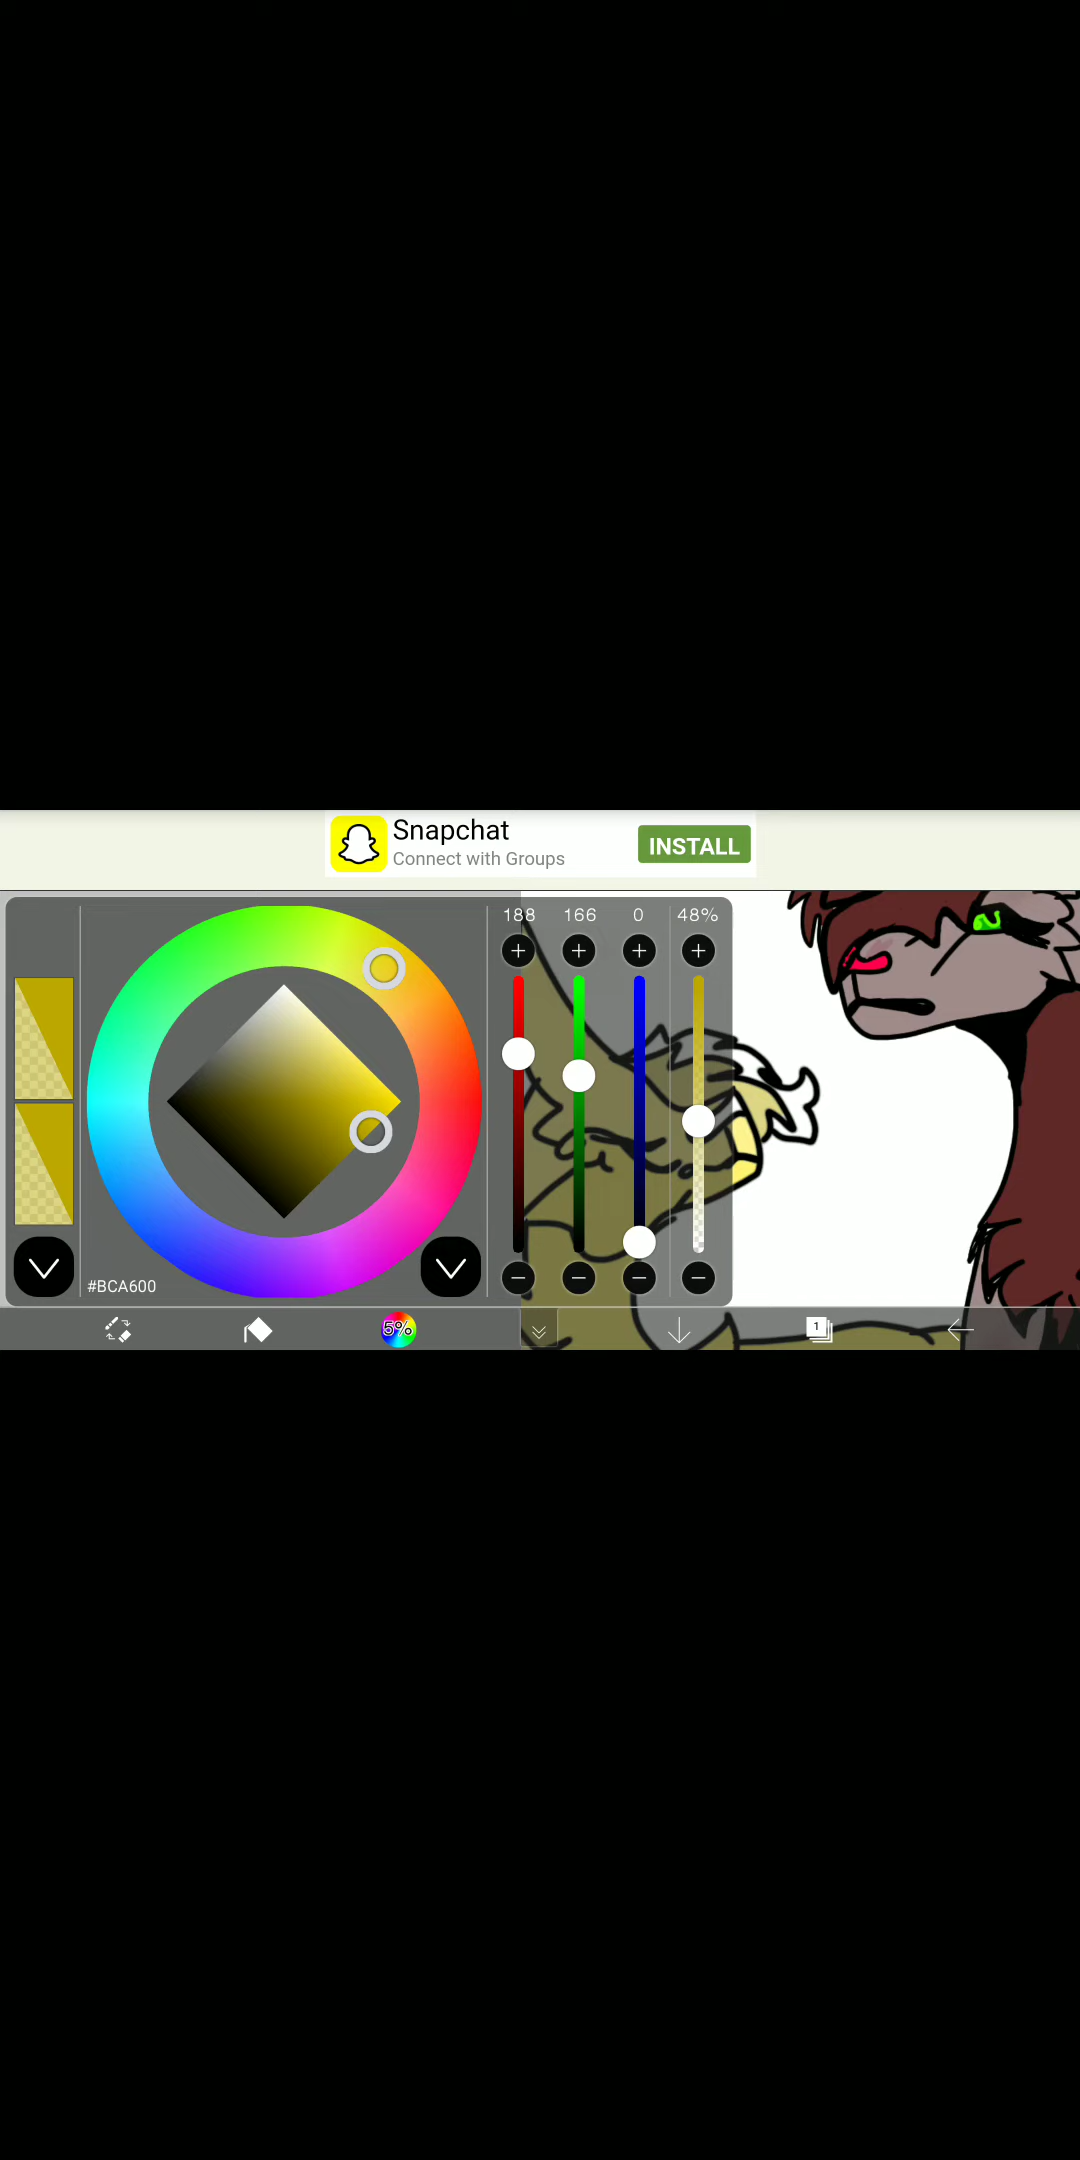 Snapchat
Connect with Groups
INSTALL
188 166 0 48%
#BCA600
5%
1